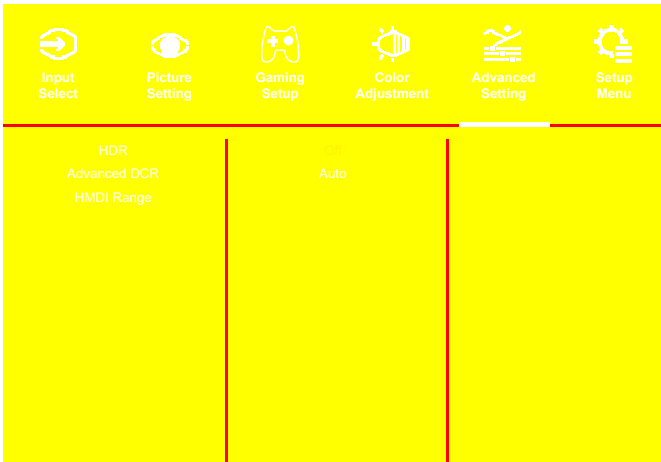 Input Picture Gaming Color Advanced Setup
Select Setting Setup Adjustment Setting Menu
HDR Off
Advanced DCR Auto
HMDI Range